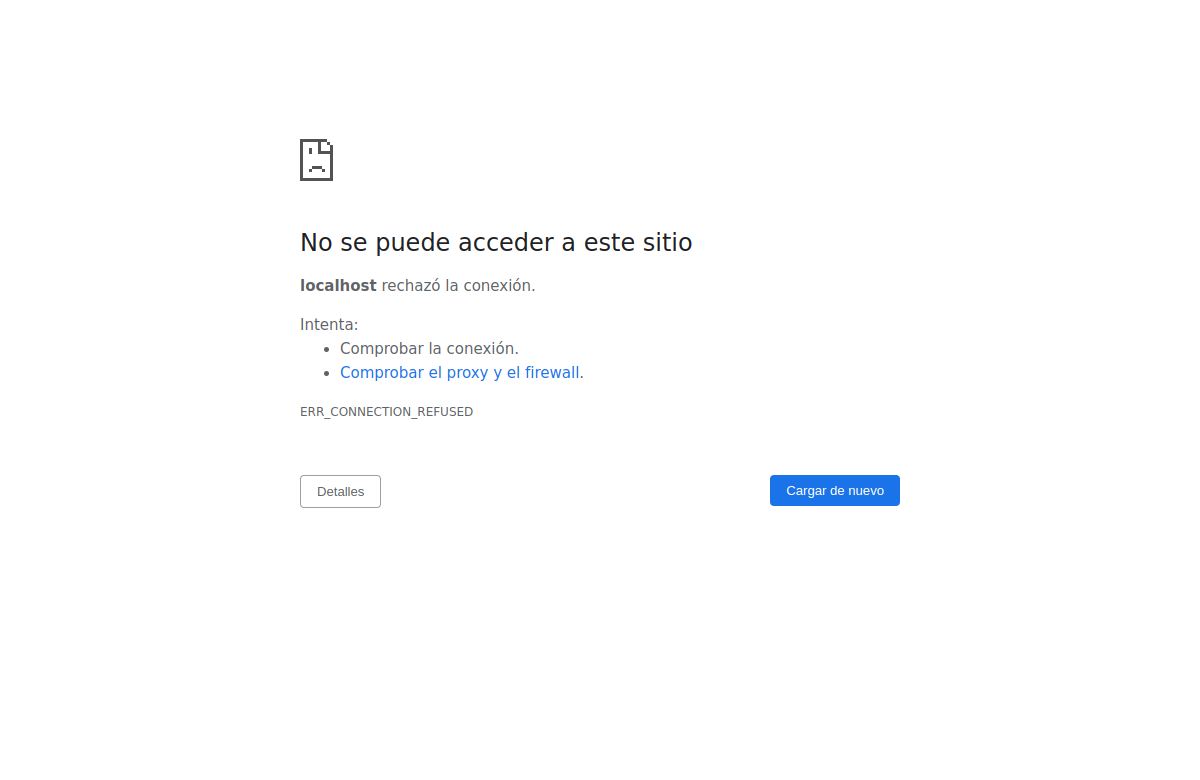 No se puede acceder a este sitio
localhost rechazó la conexión.
Intenta:
Comprobar la conexión.
Comprobar el proxy y el firewall.
ERR_CONNECTION_REFUSED
Detalles
Cargar de nuevo